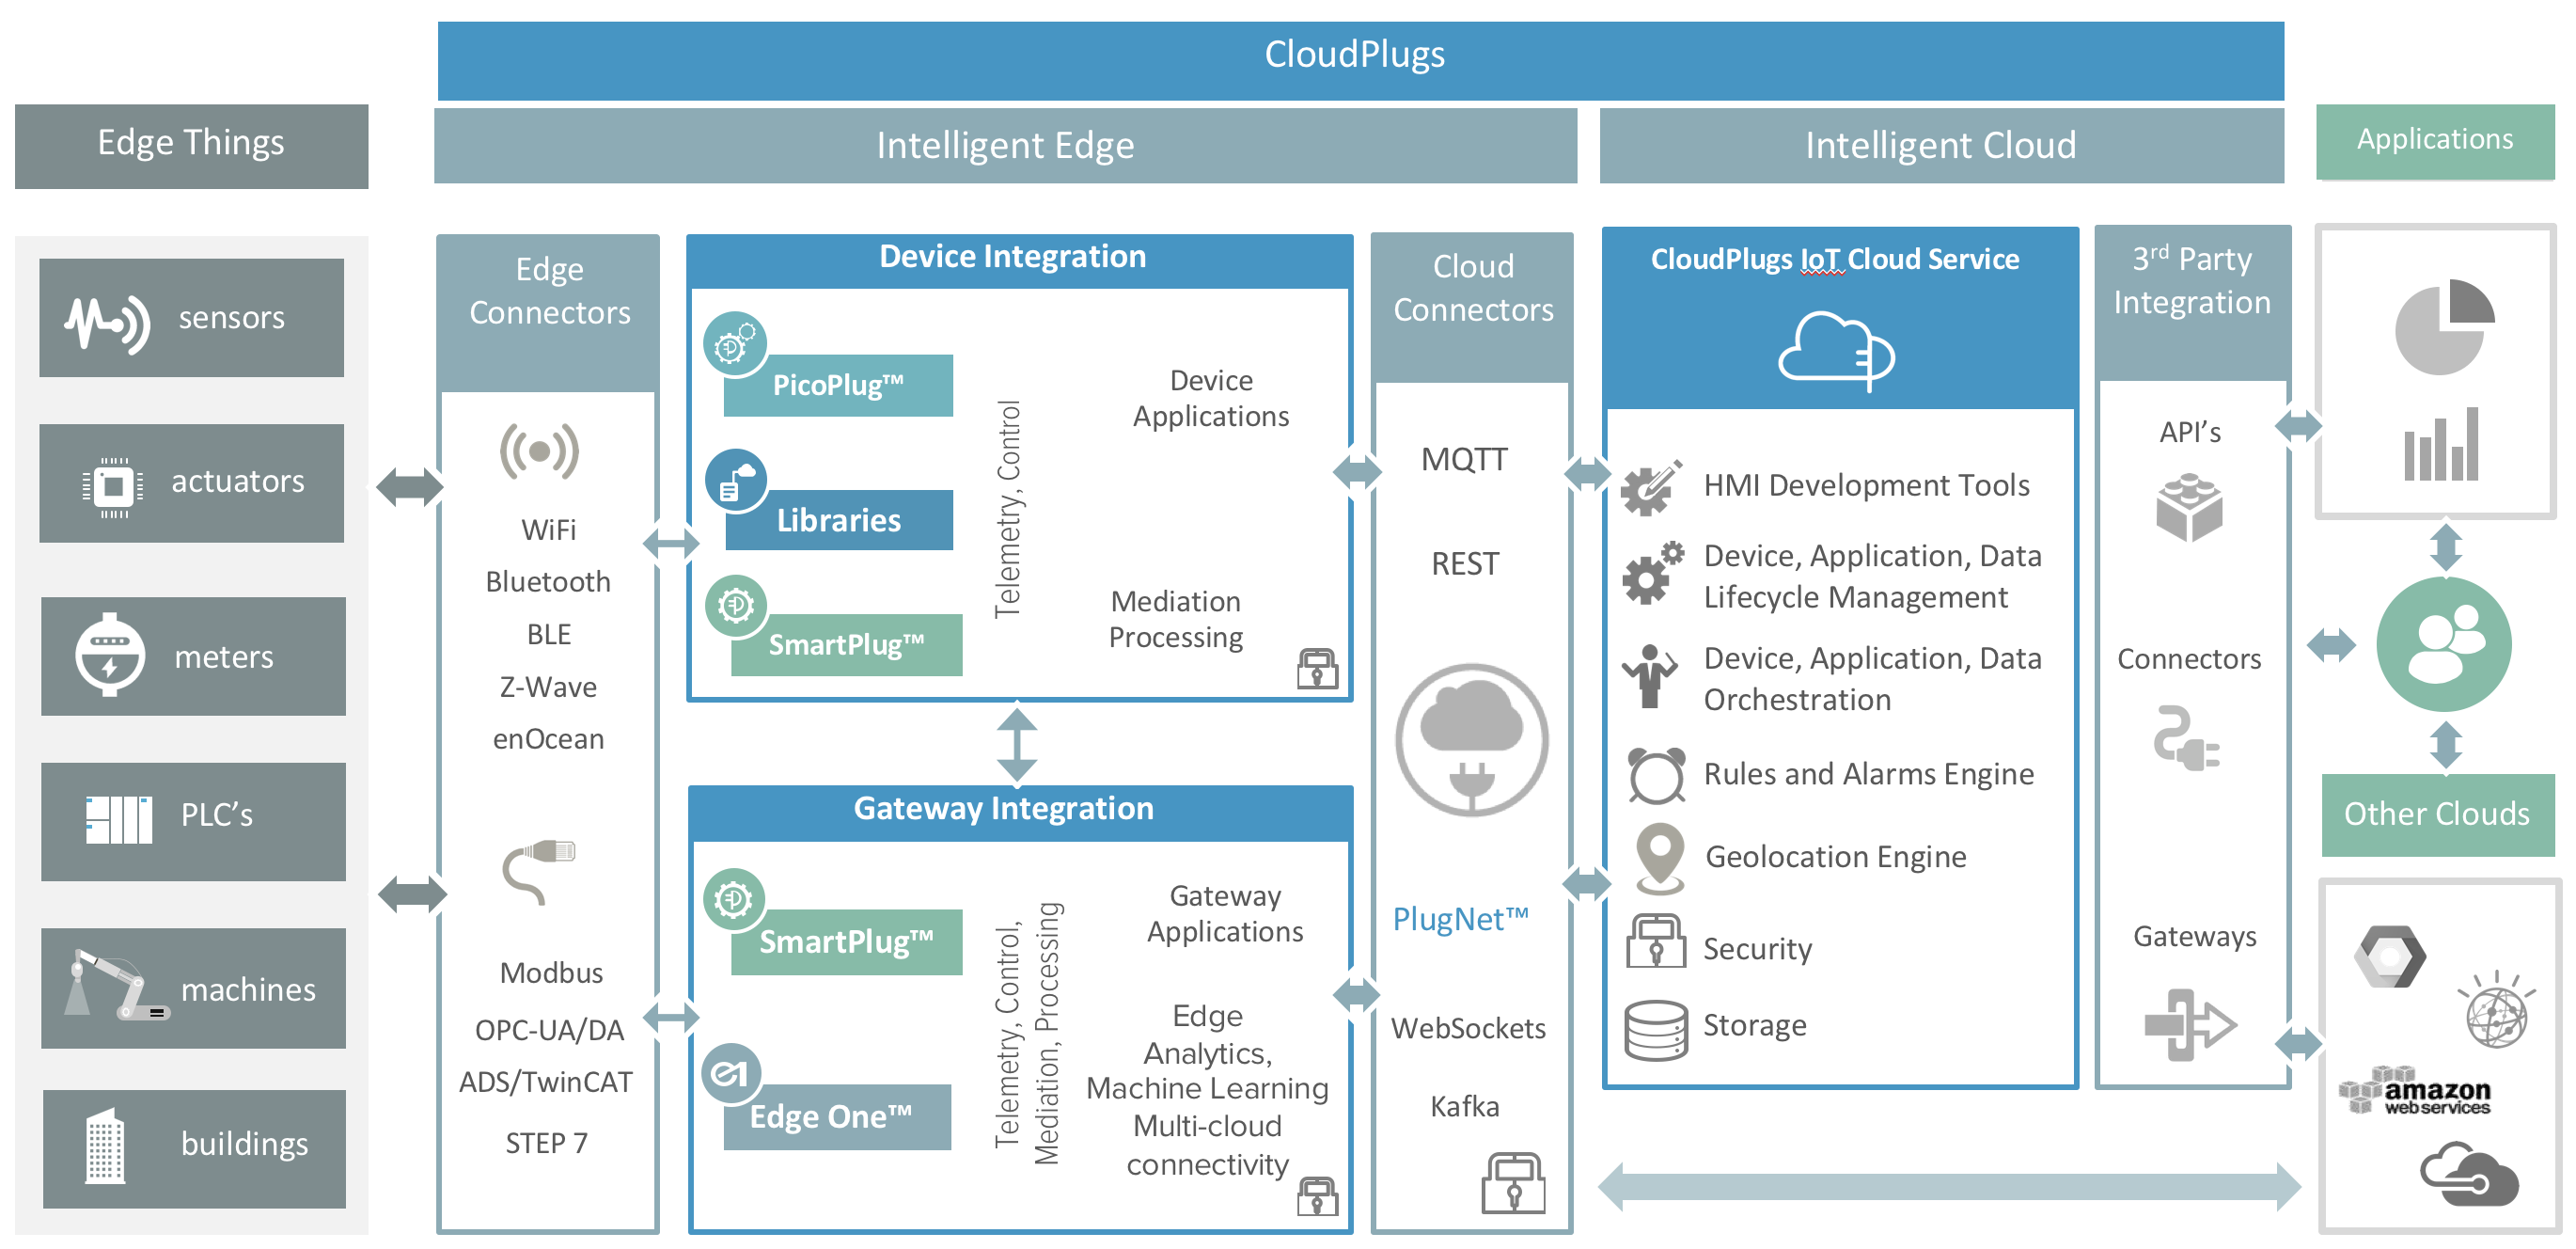 CloudPlugs
Edge Things
Intelligent Edge
Intelligent Cloud
Applications
sensors
actuators
meters
PLC's
machines
buildings
Edge
Connectors
WiFi
Bluetooth
BLE
Z-Wave
enOcean
Modbus
OPC-UA/DA
ADS/TwinCAT
STEP 7
Device Integration
PicoPlug™
Libraries
SmartPlug™
Telemetry, Control
Device
Applications
Mediation
Processing
Gateway Integration
SmartPlug™
Edge One™
Telemetry, Control,
Mediation, Processing
Gateway
Applications
Edge
Analytics,
Machine Learning
Multi-cloud
connectivity
Cloud
Connectors
MQTT
REST
PlugNet™
WebSockets
Kafka
CloudPlugs IoT Cloud Service
HMI Development Tools
Device, Application, Data
Lifecycle Management
Device, Application, Data
Orchestration
Rules and Alarms Engine
Geolocation Engine
Security
Storage
3rd Party
Integration
API's
Connectors
Gateways
Other Clouds
amazon
webservices